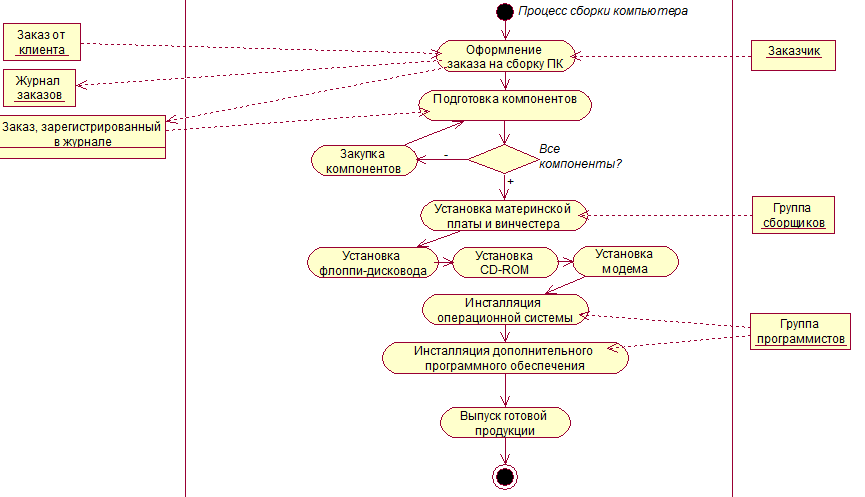 Процесс сборки компьютера
Заказ от
клиента
Оформление
заказа на сборку ПК
Заказчик
Журнал
заказов
Подготовка компонентов
Заказ, зарегистрированный
в журнале
Закупка
компонентов
-
Все
компоненты?
+
Установка материнской
платы и винчестера
Группа
сборщиков
Установка
флоппи-дисковода
Установка
CD-ROM
Установка
модема
Инсталляция
операционной системы
Группа
программистов
Инсталляция дополнительного
программного обеспечения
Выпуск готовой
продукции